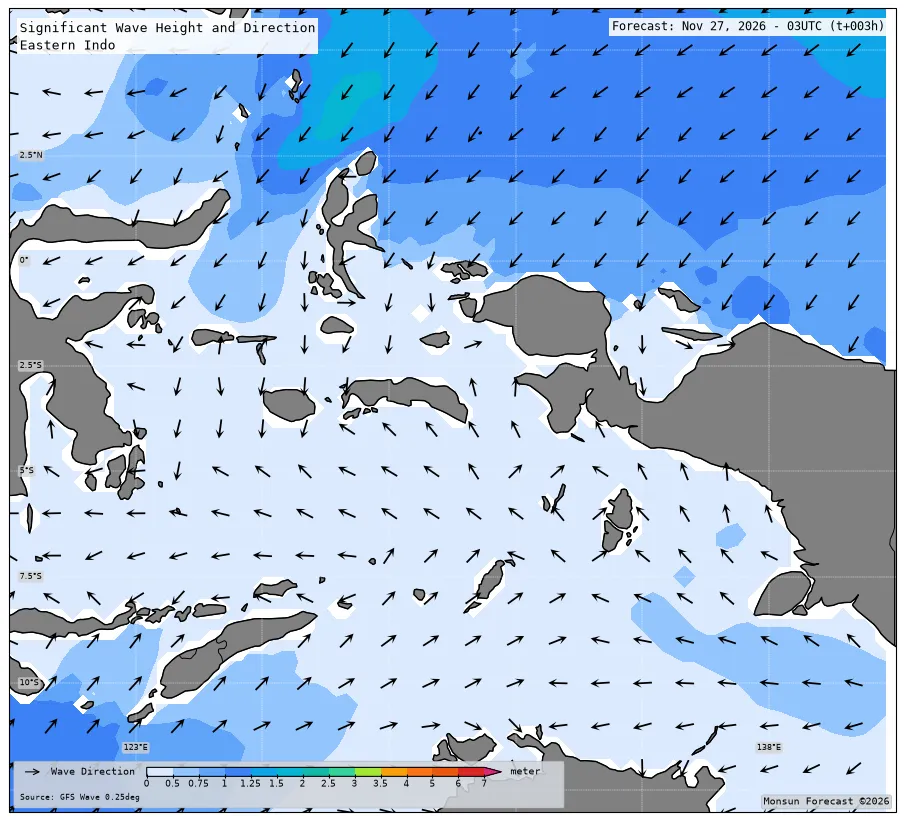 Significant Wave Height and Direction
Eastern Indo
Forecast: Nov 27, 2026 - 03UTC (t+003h)
2.5°N
0°
2.5°S
5°S
7.5°S
10°S
123°E
138°E
Wave Direction
meter
0 0.5 0.75 1 1.25 1.5 2 2.5 3 3.5 4 5 6 7
Source: GFS Wave 0.25deg
Monsun Forecast ©2026